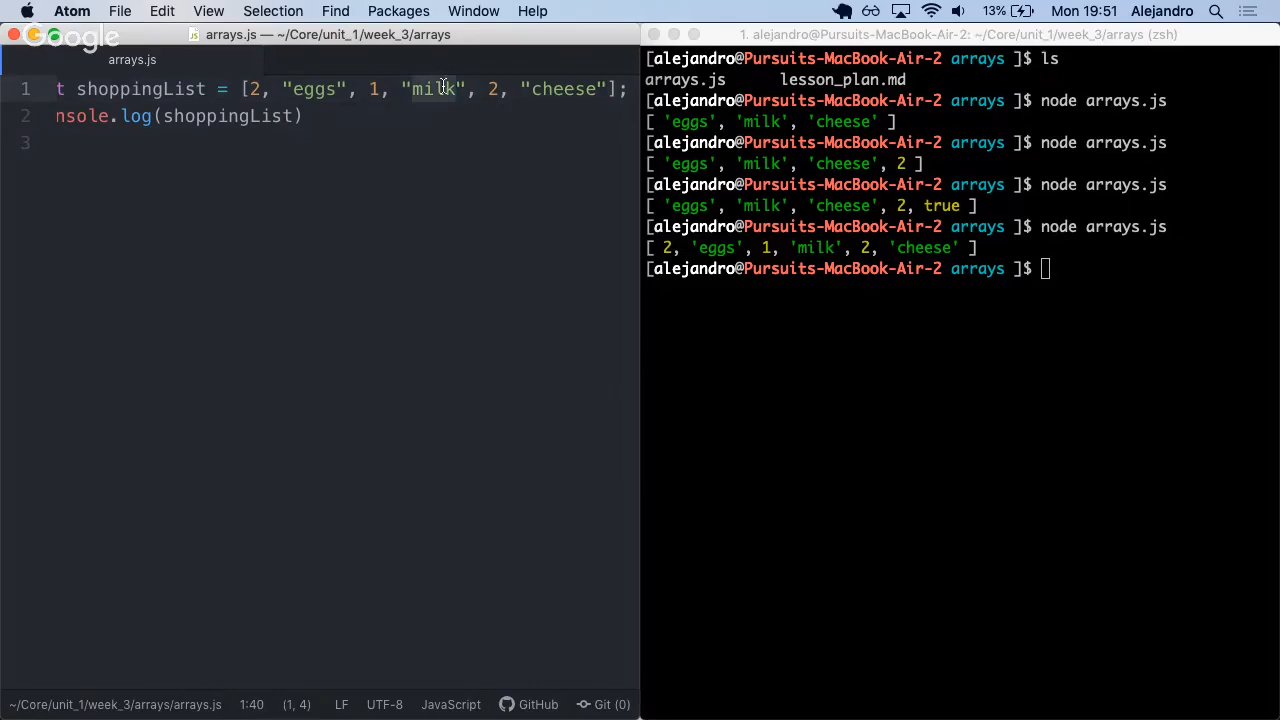 Atom File Edit View Selection Find Packages Window Help 13% Mon 19:51 Alejandro
Google
arrays.js — ~/Core/unit_1/week_3/arrays
arrays.js
1 t shoppingList = [2, "eggs", 1, "milk", 2, "cheese"];
2 nsole.log(shoppingList)
3
~/Core/unit_1/week_3/arrays/arrays.js 1:40 (1, 4) LF UTF-8 JavaScript GitHub Git (0)
1. alejandro@Pursuits-MacBook-Air-2: ~/Core/unit_1/week_3/arrays (zsh)
[alejandro@Pursuits-MacBook-Air-2 arrays ]$ ls
arrays.js lesson_plan.md
[alejandro@Pursuits-MacBook-Air-2 arrays ]$ node arrays.js
[ 'eggs', 'milk', 'cheese' ]
[alejandro@Pursuits-MacBook-Air-2 arrays ]$ node arrays.js
[ 'eggs', 'milk', 'cheese', 2 ]
[alejandro@Pursuits-MacBook-Air-2 arrays ]$ node arrays.js
[ 'eggs', 'milk', 'cheese', 2, true ]
[alejandro@Pursuits-MacBook-Air-2 arrays ]$ node arrays.js
[ 2, 'eggs', 1, 'milk', 2, 'cheese' ]
[alejandro@Pursuits-MacBook-Air-2 arrays ]$